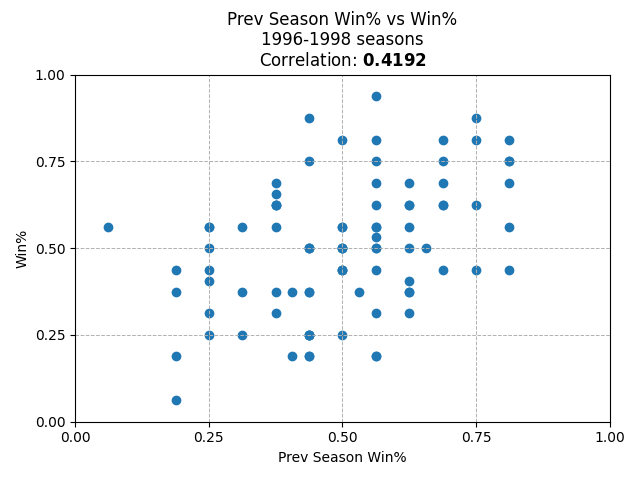 Prev Season Win% vs Win%
1996-1998 seasons
Correlation: 0.4192
1.00
0.75
0.50
0.25
0.00
Win%
0.00 0.25 0.50 0.75 1.00
Prev Season Win%